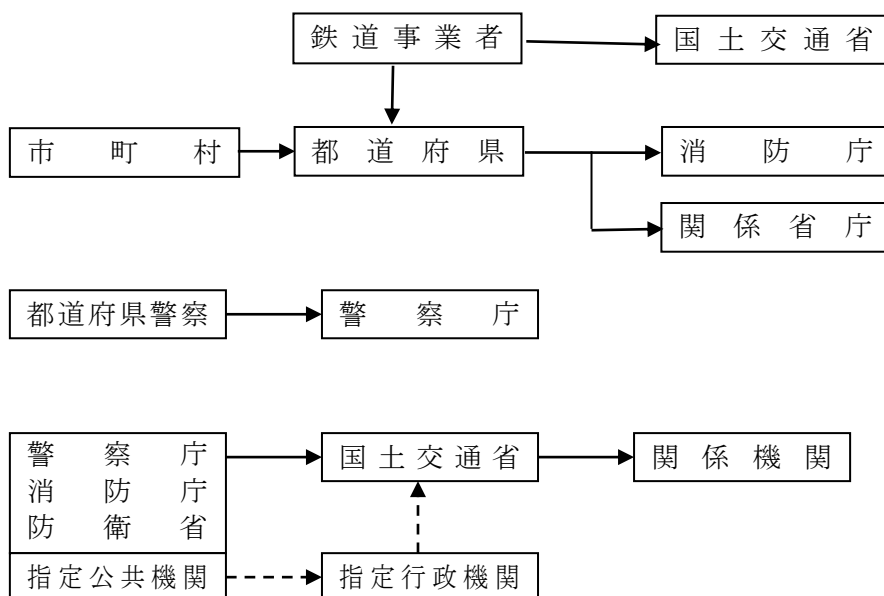 鉄道事業者
国土交通省
市町村
都道府県
消防庁
関係省庁
都道府県警察
警察庁
警察庁
消防庁
防衛省
国土交通省
関係機関
指定公共機関
指定行政機関